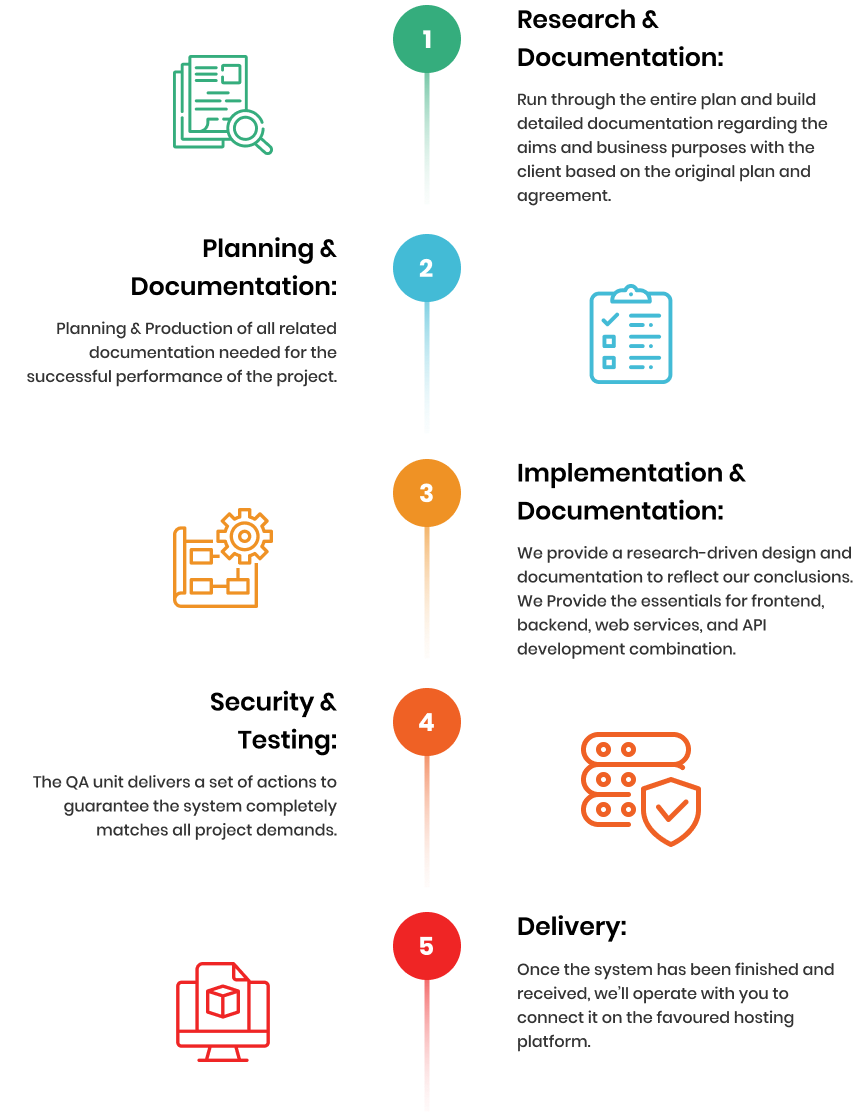 1
Research &
Documentation:
Run through the entire plan and build
detailed documentation regarding the
aims and business purposes with the
client based on the original plan and
agreement.
2
Planning &
Documentation:
Planning & Production of all related
documentation needed for the
successful performance of the project.
3
Implementation &
Documentation:
We provide a research-driven design and
documentation to reflect our conclusions.
We Provide the essentials for frontend,
backend, web services, and API
development combination.
4
Security &
Testing:
The QA unit delivers a set of actions to
guarantee the system completely
matches all project demands.
5
Delivery:
Once the system has been finished and
received, we'll operate with you to
connect it on the favoured hosting
platform.